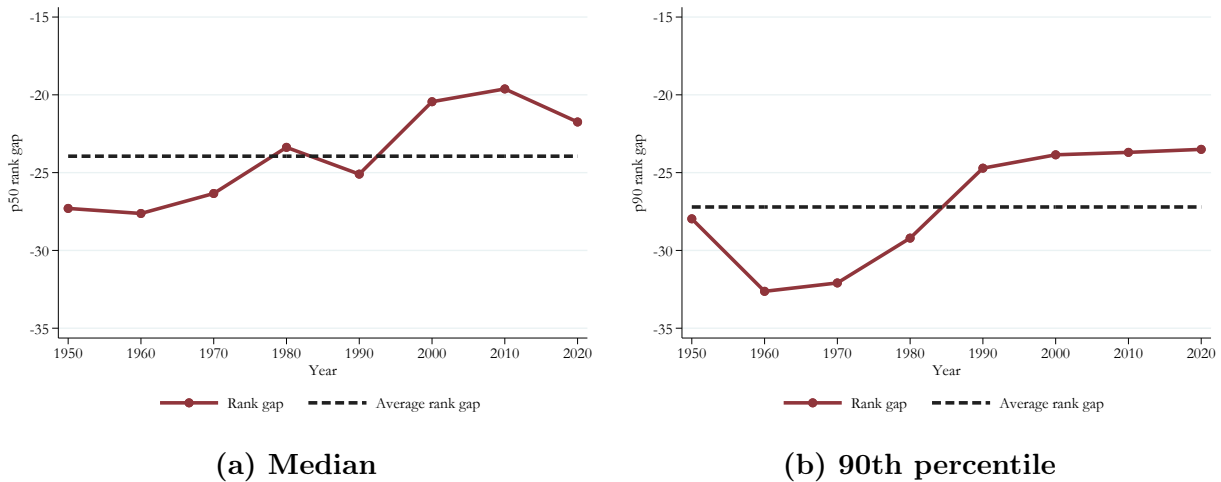 -15
-20
-25
-30
-35
p50 rank gap
1950 1960 1970 1980 1990 2000 2010 2020
Year
Rank gap Average rank gap
(a) Median
-15
-20
-25
-30
-35
p90 rank gap
1950 1960 1970 1980 1990 2000 2010 2020
Year
Rank gap Average rank gap
(b) 90th percentile